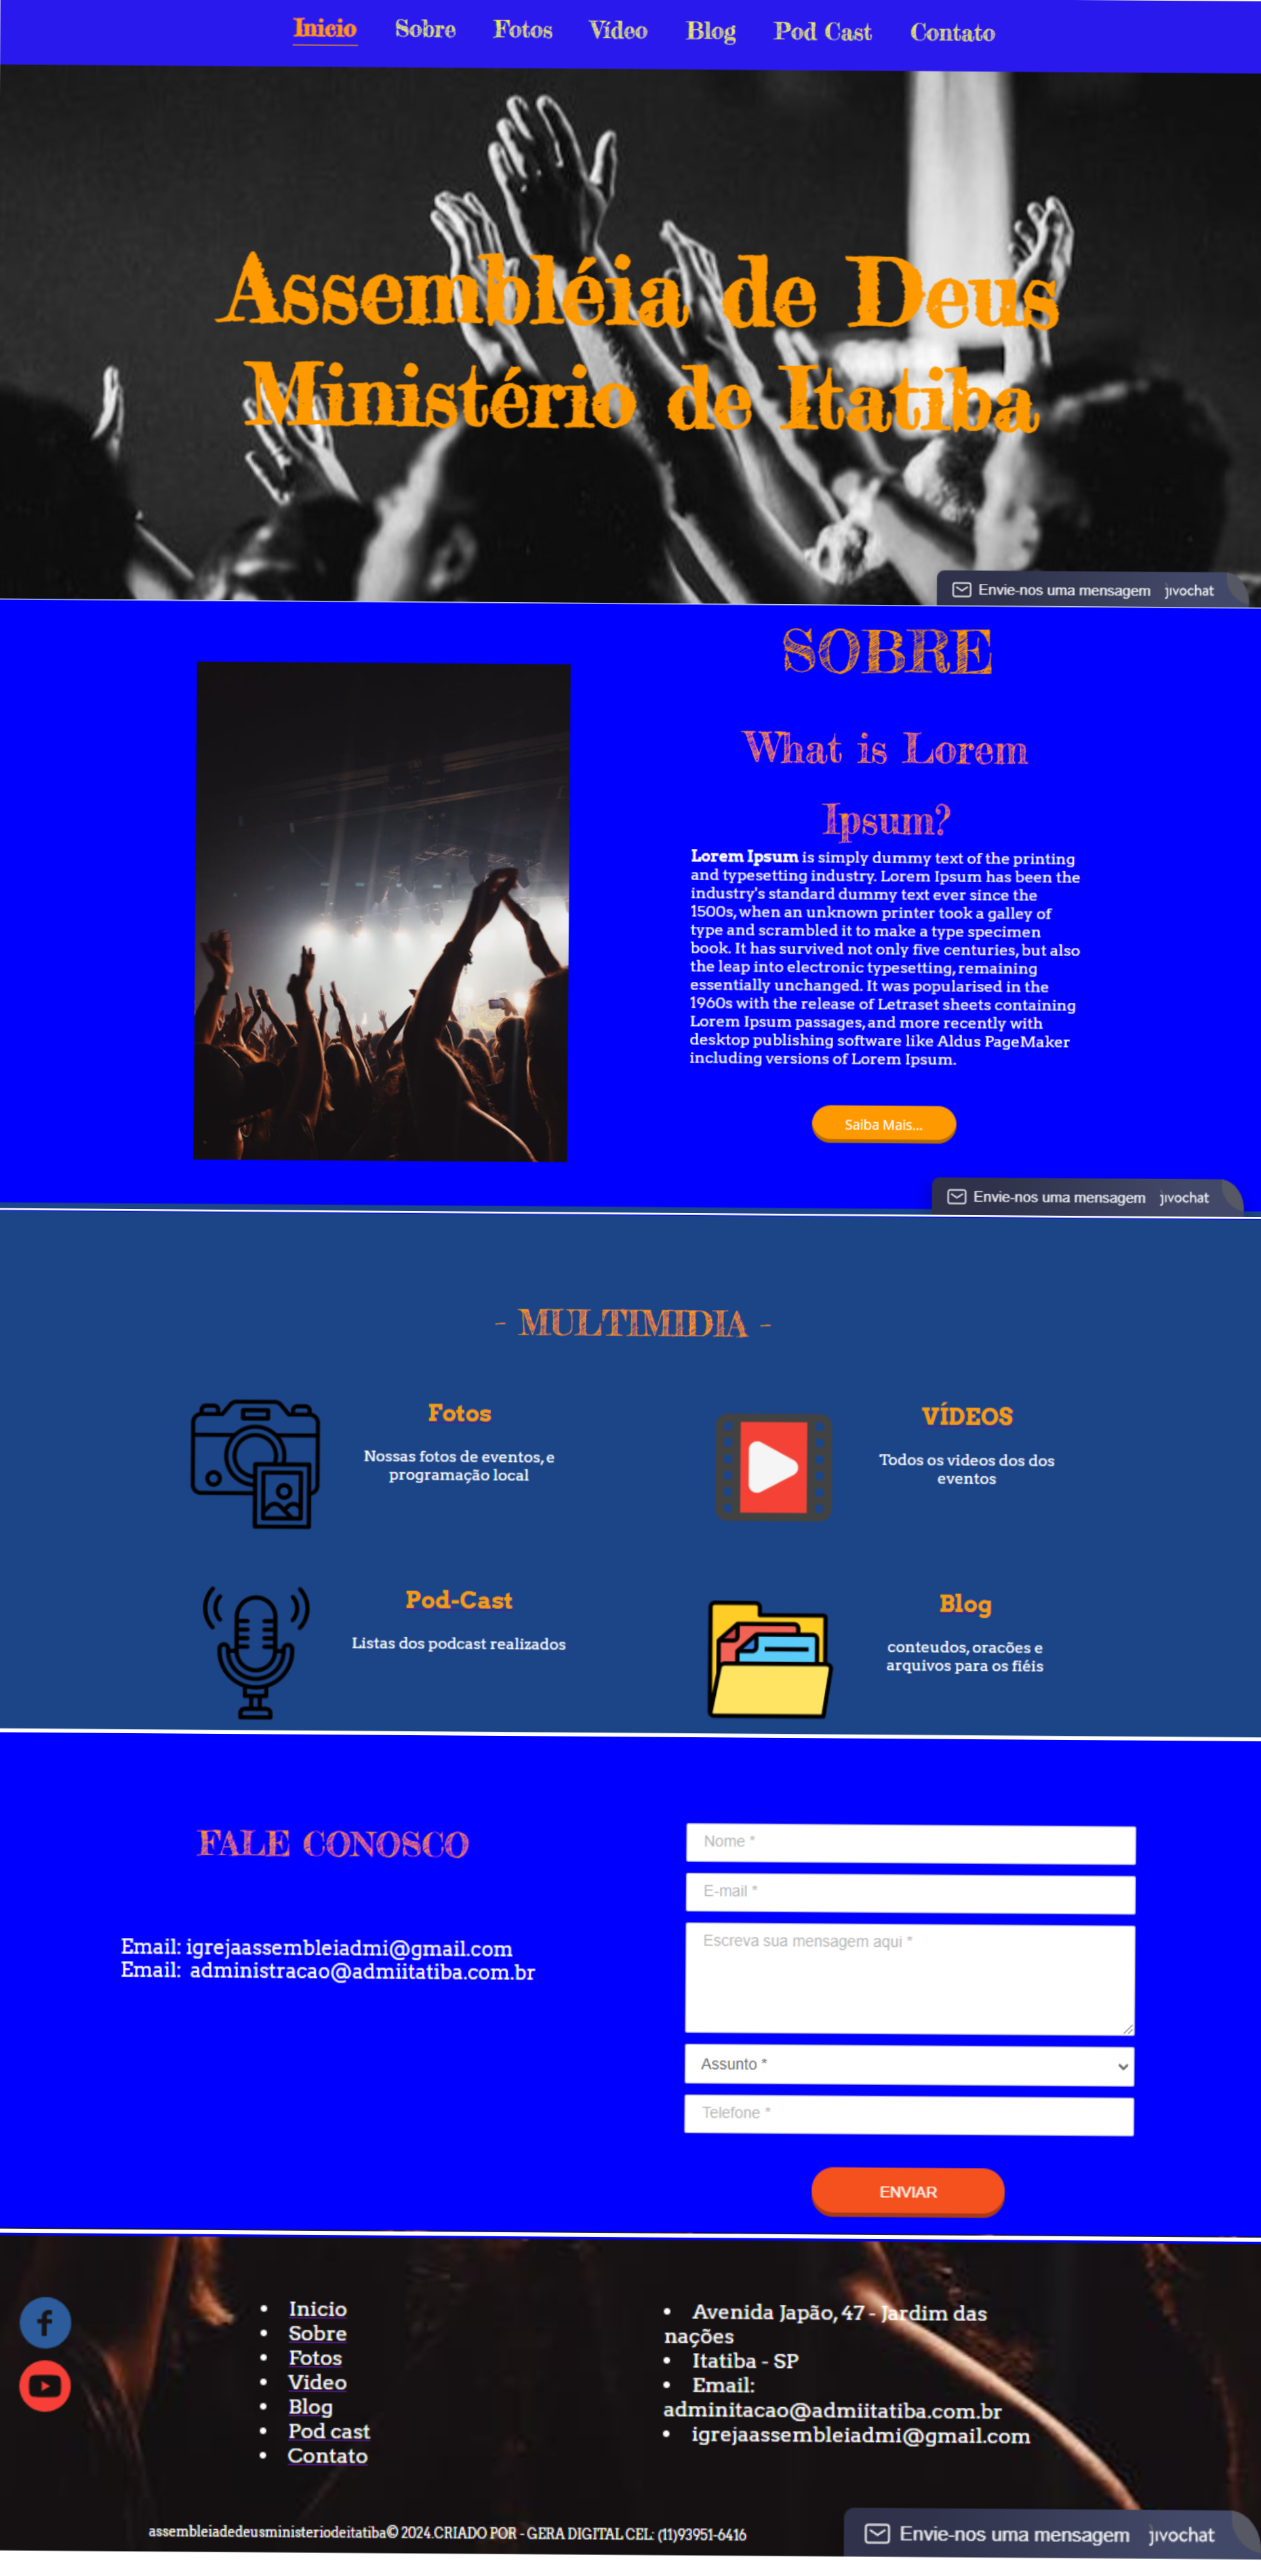 Inicio Sobre Fotos Vídeo Blog Pod Cast Contato
Assembléia de Deus
Ministério de Itatiba
Envie-nos uma mensagem jivochat
SOBRE
What is Lorem
Ipsum?
Lorem Ipsum is simply dummy text of the printing
and typesetting industry. Lorem Ipsum has been the
industry's standard dummy text ever since the
1500s, when an unknown printer took a galley of
type and scrambled it to make a type specimen
book. It has survived not only five centuries, but also
the leap into electronic typesetting, remaining
essentially unchanged. It was popularised in the
1960s with the release of Letraset sheets containing
Lorem Ipsum passages, and more recently with
desktop publishing software like Aldus PageMaker
including versions of Lorem Ipsum.
Saiba Mais...
Envie-nos uma mensagem jivochat
- MULTIMIDIA -
Fotos
Nossas fotos de eventos, e
programação local
VÍDEOS
Todos os videos dos dos
eventos
Pod-Cast
Listas dos podcast realizados
Blog
conteudos, oracões e
arquivos para os fiéis
FALE CONOSCO
Email: igrejaassembleiadmi@gmail.com
Email: administracao@admiitatiba.com.br
Nome *
E-mail *
Escreva sua mensagem aqui *
Assunto *
Telefone *
ENVIAR
• Inicio
• Sobre
• Fotos
• Video
• Blog
• Pod cast
• Contato
• Avenida Japão, 47 - Jardim das
nações
• Itatiba - SP
• Email:
adminitacao@admiitatiba.com.br
• igrejaassembleiadmi@gmail.com
assembleiadedeusministeriodeitatiba© 2024.CRIADO POR - GERA DIGITAL CEL: (11)93951-6416
Envie-nos uma mensagem jivochat